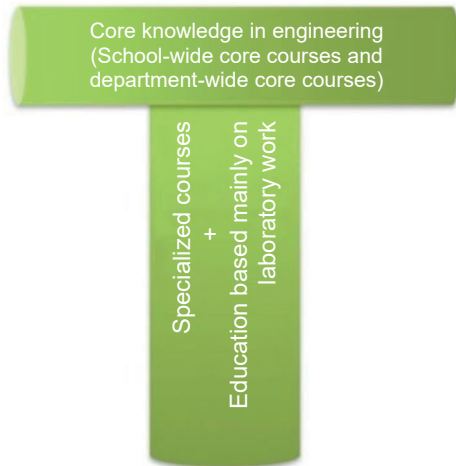 Core knowledge in engineering
(School-wide core courses and
department-wide core courses)
Specialized courses
+
Education based mainly on
laboratory work